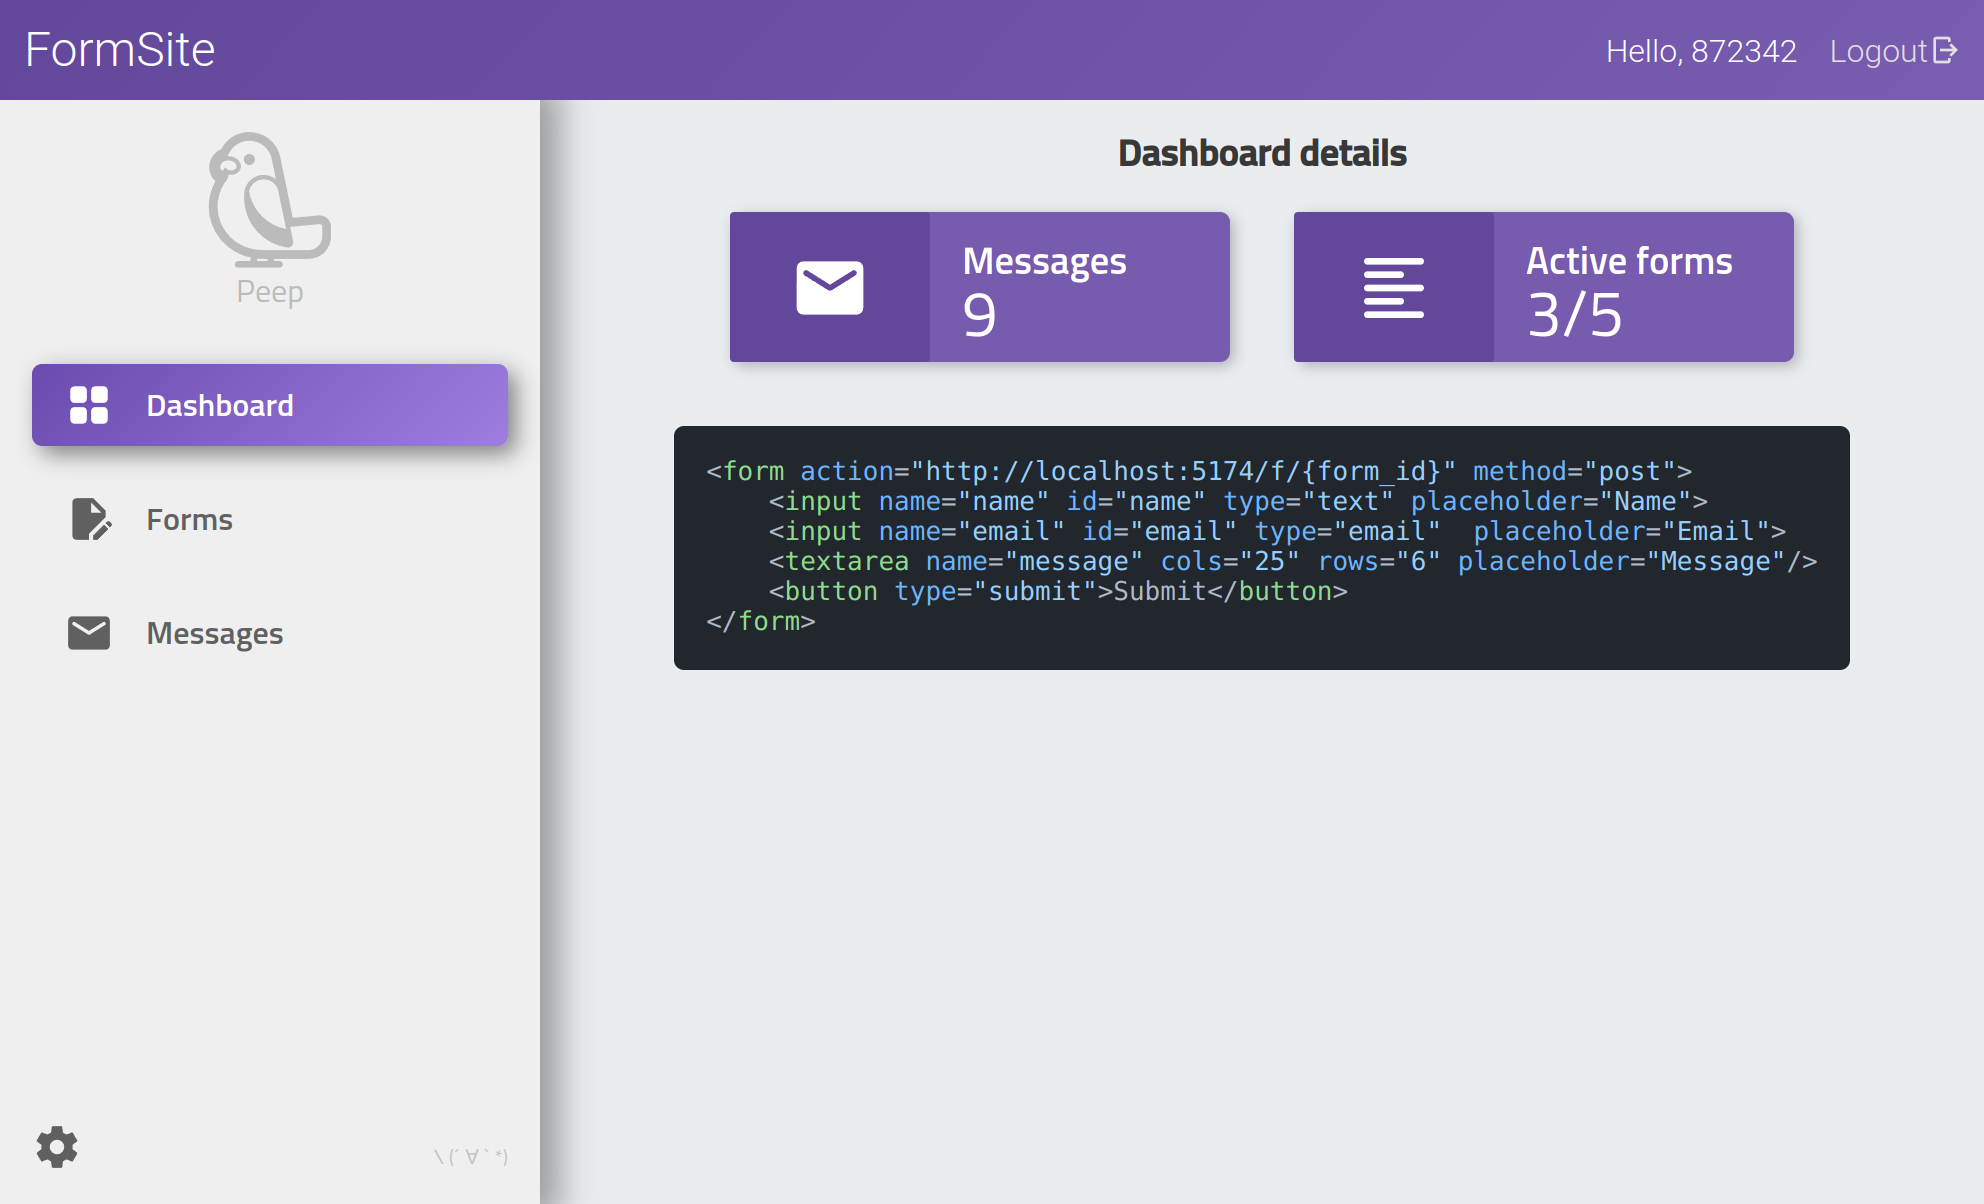 FormSite
Hello, 872342
Logout
Peep
Dashboard
Forms
Messages
Dashboard details
Messages
9
Active forms
3/5
<form action="http://localhost:5174/f/{form_id}" method="post">
    <input name="name" id="name" type="text" placeholder="Name">
    <input name="email" id="email" type="email"  placeholder="Email">
    <textarea name="message" cols="25" rows="6" placeholder="Message"/>
    <button type="submit">Submit</button>
</form>
\ (´ ∀ ` *)